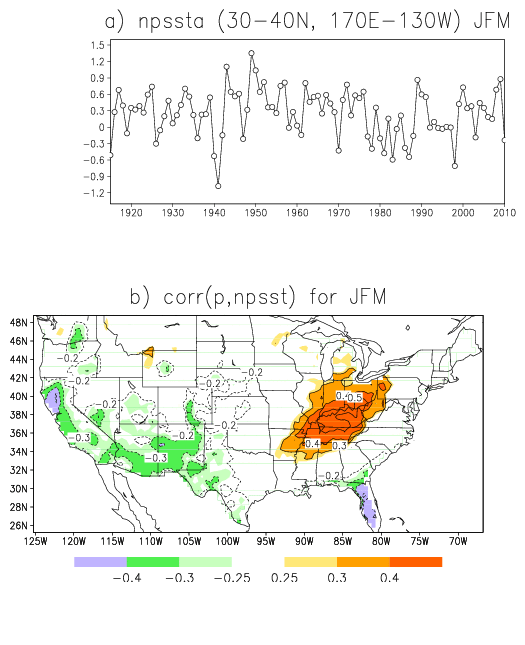 a) npssta (30−40N, 170E−130W) JFM
1.5
1.2
0.9
0.6
0.3
0
−0.3
−0.6
−0.9
−1.2
1920 1930 1940 1950 1960 1970 1980 1990 2000 2010
b) corr(p,npsst) for JFM
48N
46N
44N
42N
40N
38N
36N
34N
32N
30N
28N
26N
−0.2
−0.2
−0.2
−0.2
0.4
0.5
−0.2
−0.2
−0.3
−0.2
0.4
0.3
−0.3
−0.2
125W 120W 115W 110W 105W 100W 95W 90W 85W 80W 75W 70W
−0.4 −0.3 −0.25 0.25 0.3 0.4